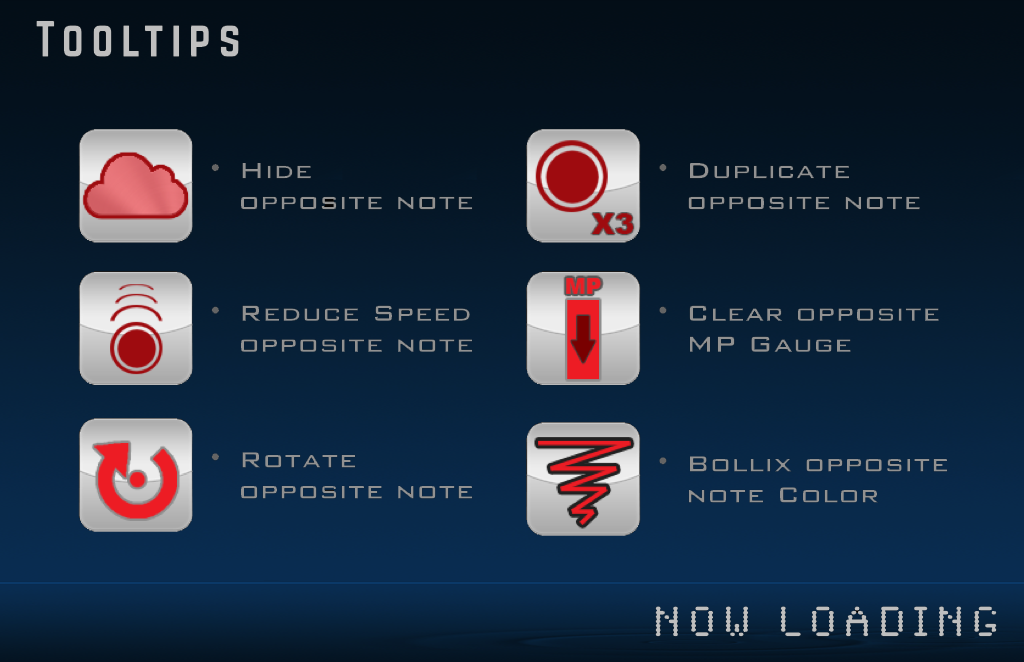 Tooltips
• Hide
opposite note
• Duplicate
opposite note
X3
• Reduce Speed
opposite note
MP
• Clear opposite
MP Gauge
• Rotate
opposite note
• Bollix opposite
note Color
NOW LOADING